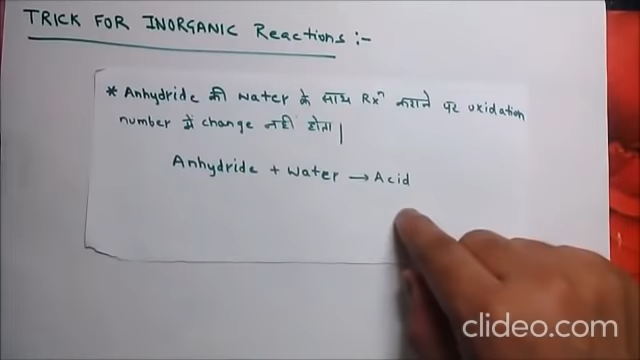 TRICK FOR INORGANIC Reactions :-
* Anhydride की water के साथ Rxⁿ कराने पर oxidation
number में change नहीं होता |
Anhydride + Water → Acid
clideo.com